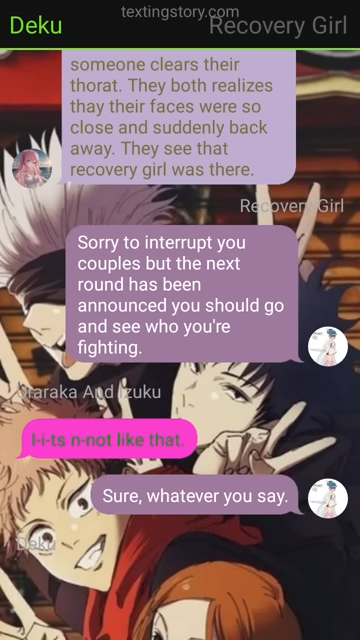 textingstory.com
Deku
Recovery Girl
someone clears their
thorat. They both realizes
thay their faces were so
close and suddenly back
away. They see that
recovery girl was there.
Recovery Girl
Sorry to interrupt you
couples but the next
round has been
announced you should go
and see who you're
fighting.
Uraraka And Izuku
I-i-ts n-not like that.
Sure, whatever you say.
Deku